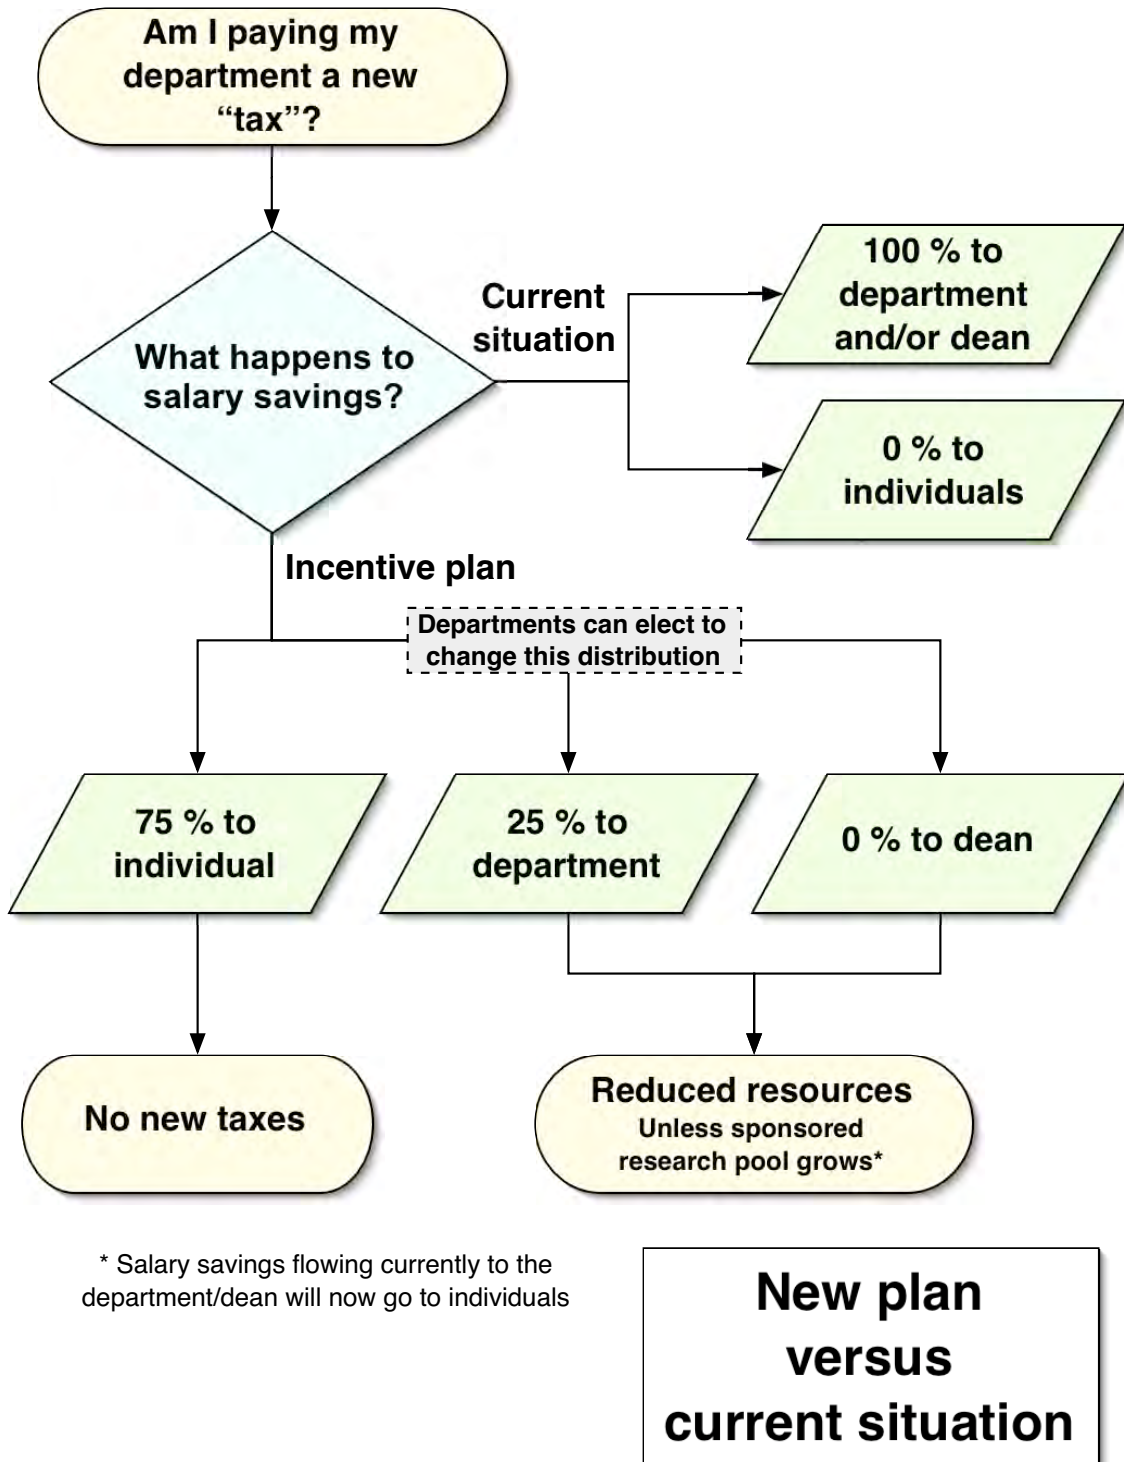 Am I paying my
department a new
“tax”?
What happens to
salary savings?
Current
situation
100 % to
department
and/or dean
0 % to
individuals
Incentive plan
Departments can elect to
change this distribution
75 % to
individual
25 % to
department
0 % to dean
No new taxes
Reduced resources
Unless sponsored
research pool grows*
* Salary savings flowing currently to the
department/dean will now go to individuals
New plan
versus
current situation